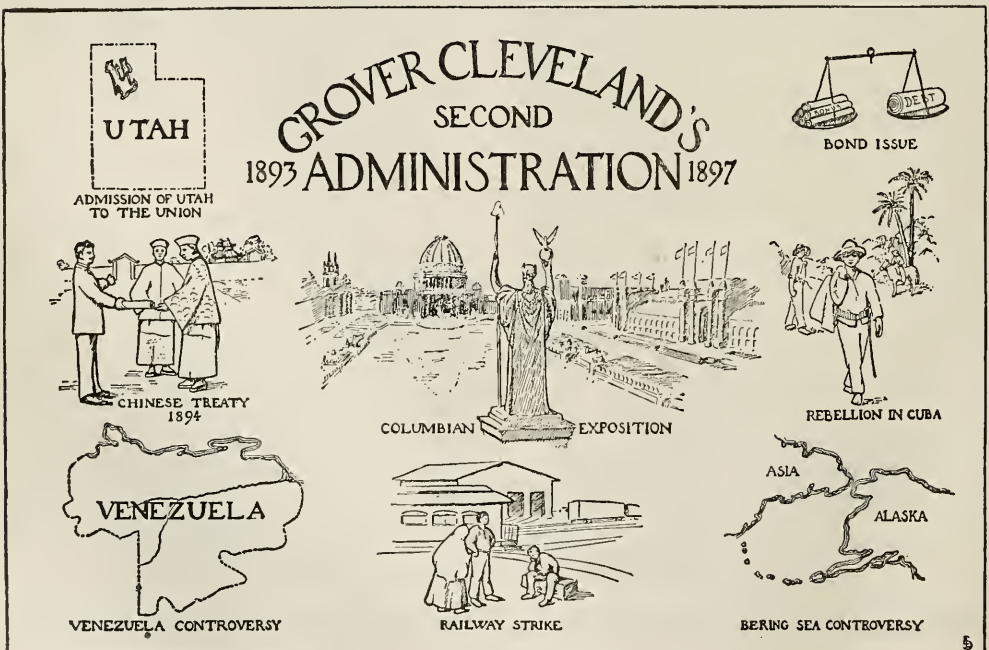 GROVER CLEVELAND'S
SECOND
1893 ADMINISTRATION 1897
UTAH
ADMISSION OF UTAH
TO THE UNION
BONDS
DEBT
BOND ISSUE
CHINESE TREATY
1894
COLUMBIAN EXPOSITION
REBELLION IN CUBA
VENEZUELA
VENEZUELA CONTROVERSY
RAILWAY STRIKE
ASIA
ALASKA
BERING SEA CONTROVERSY